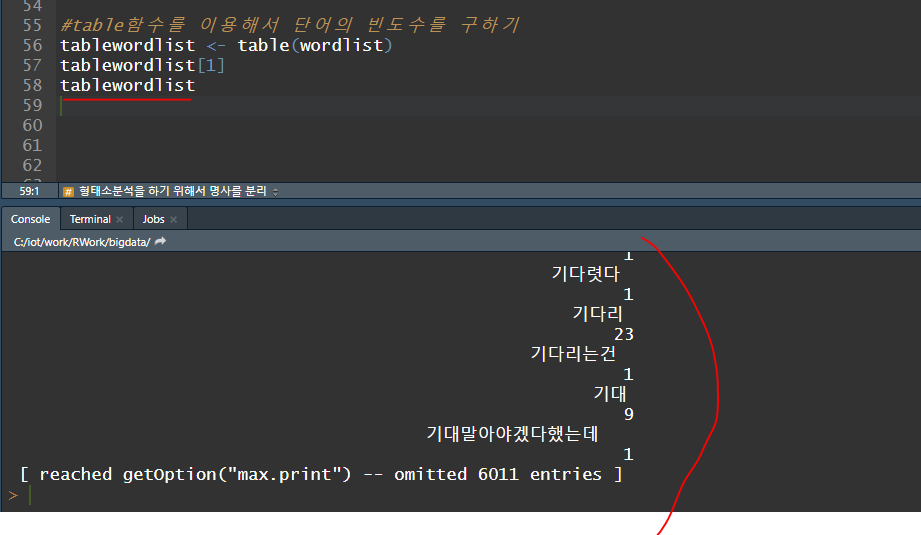 54
55 #table함수를 이용해서 단어의 빈도수를 구하기
56 tablewordlist <- table(wordlist)
57 tablewordlist[1]
58 tablewordlist
59
60
61
62
59:1 # 형태소분석을 하기 위해서 명사를 분리
Console Terminal × Jobs ×
C:/iot/work/RWork/bigdata/
1
기다렷다
1
기다리
23
기다리는건
1
기대
9
기대말아야겠다했는데
1
[ reached getOption("max.print") -- omitted 6011 entries ]
>